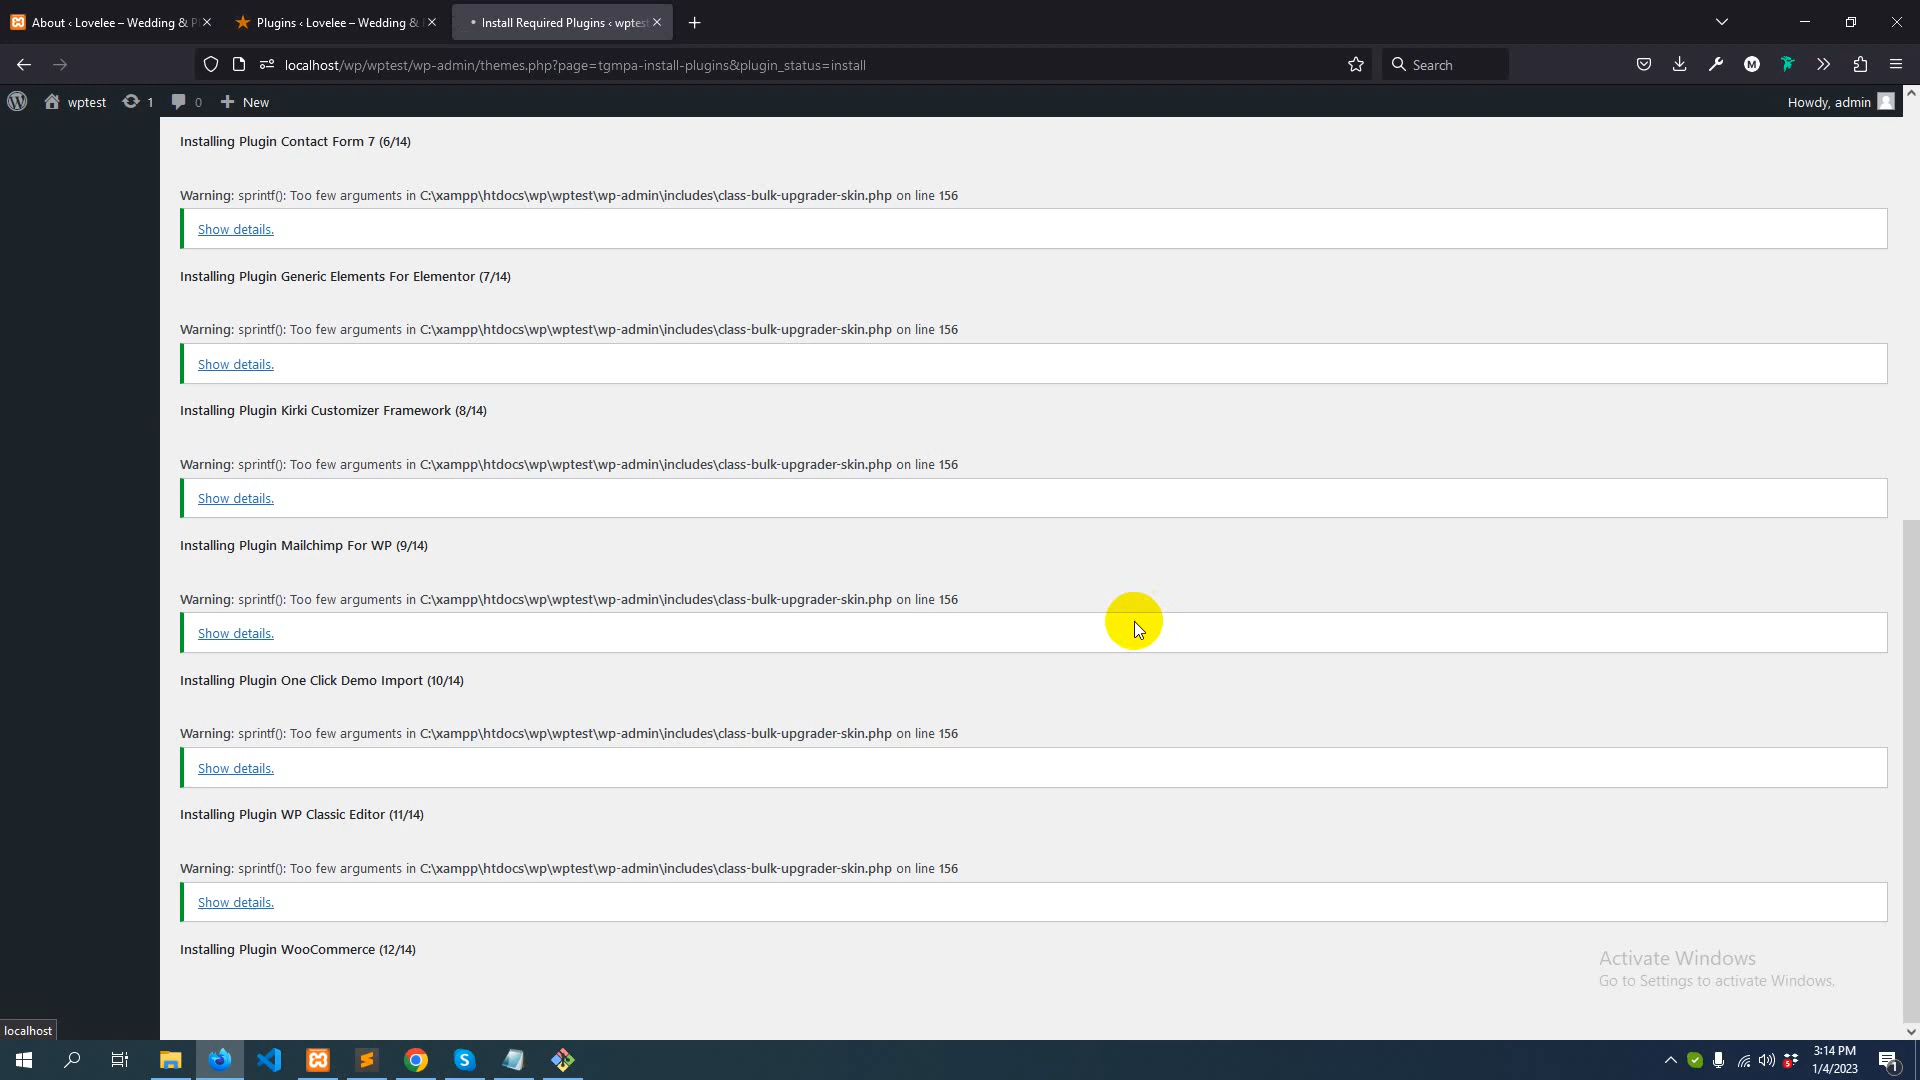 About ‹ Lovelee – Wedding & P
Plugins ‹ Lovelee – Wedding &
Install Required Plugins ‹ wptes
localhost/wp/wptest/wp-admin/themes.php?page=tgmpa-install-plugins&plugin_status=install
Search
wptest
1
0
New
Howdy, admin
Installing Plugin Contact Form 7 (6/14)
Warning: sprintf(): Too few arguments in C:\xampp\htdocs\wp\wptest\wp-admin\includes\class-bulk-upgrader-skin.php on line 156
Show details.
Installing Plugin Generic Elements For Elementor (7/14)
Warning: sprintf(): Too few arguments in C:\xampp\htdocs\wp\wptest\wp-admin\includes\class-bulk-upgrader-skin.php on line 156
Show details.
Installing Plugin Kirki Customizer Framework (8/14)
Warning: sprintf(): Too few arguments in C:\xampp\htdocs\wp\wptest\wp-admin\includes\class-bulk-upgrader-skin.php on line 156
Show details.
Installing Plugin Mailchimp For WP (9/14)
Warning: sprintf(): Too few arguments in C:\xampp\htdocs\wp\wptest\wp-admin\includes\class-bulk-upgrader-skin.php on line 156
Show details.
Installing Plugin One Click Demo Import (10/14)
Warning: sprintf(): Too few arguments in C:\xampp\htdocs\wp\wptest\wp-admin\includes\class-bulk-upgrader-skin.php on line 156
Show details.
Installing Plugin WP Classic Editor (11/14)
Warning: sprintf(): Too few arguments in C:\xampp\htdocs\wp\wptest\wp-admin\includes\class-bulk-upgrader-skin.php on line 156
Show details.
Installing Plugin WooCommerce (12/14)
Activate Windows
Go to Settings to activate Windows.
localhost
3:14 PM
1/4/2023